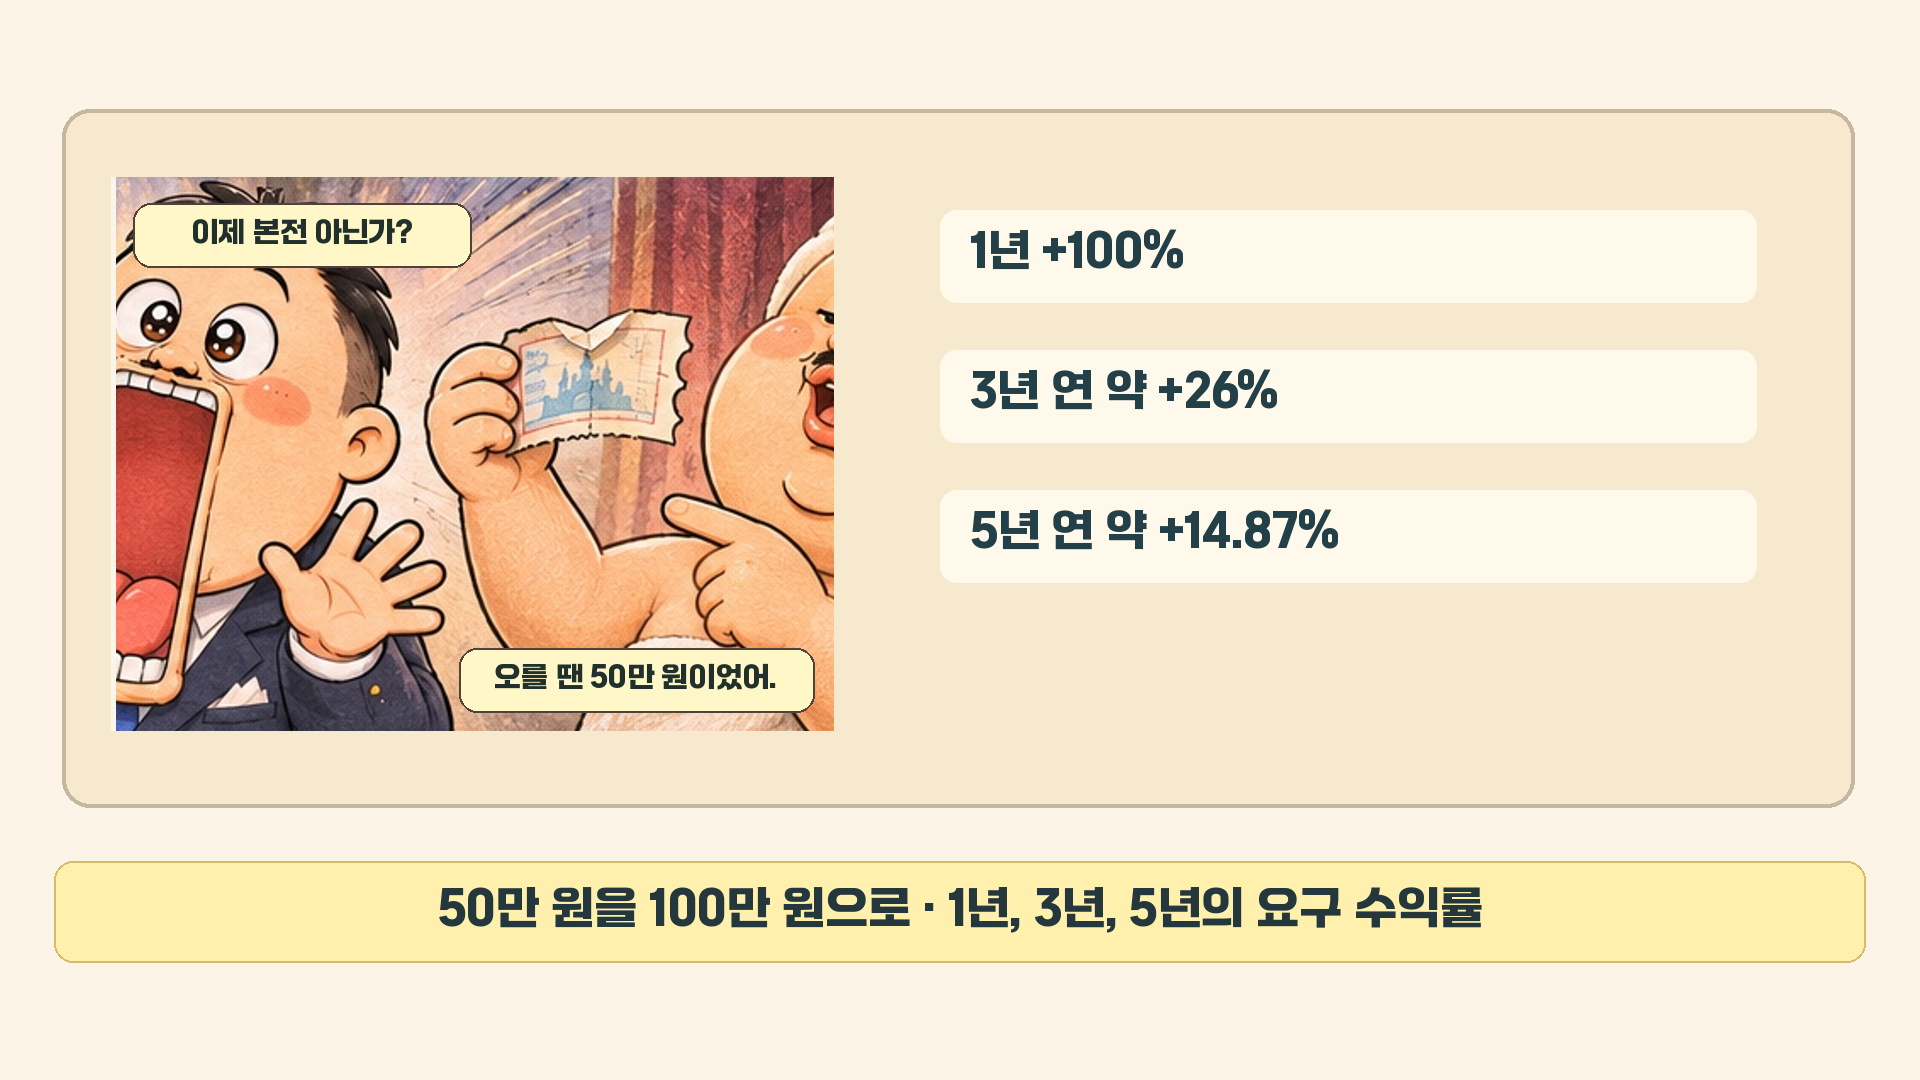 이제 본전 아닌가?
오를 땐 50만 원이었어.
1년 +100%
3년 연 약 +26%
5년 연 약 +14.87%
50만 원을 100만 원으로 · 1년, 3년, 5년의 요구 수익률